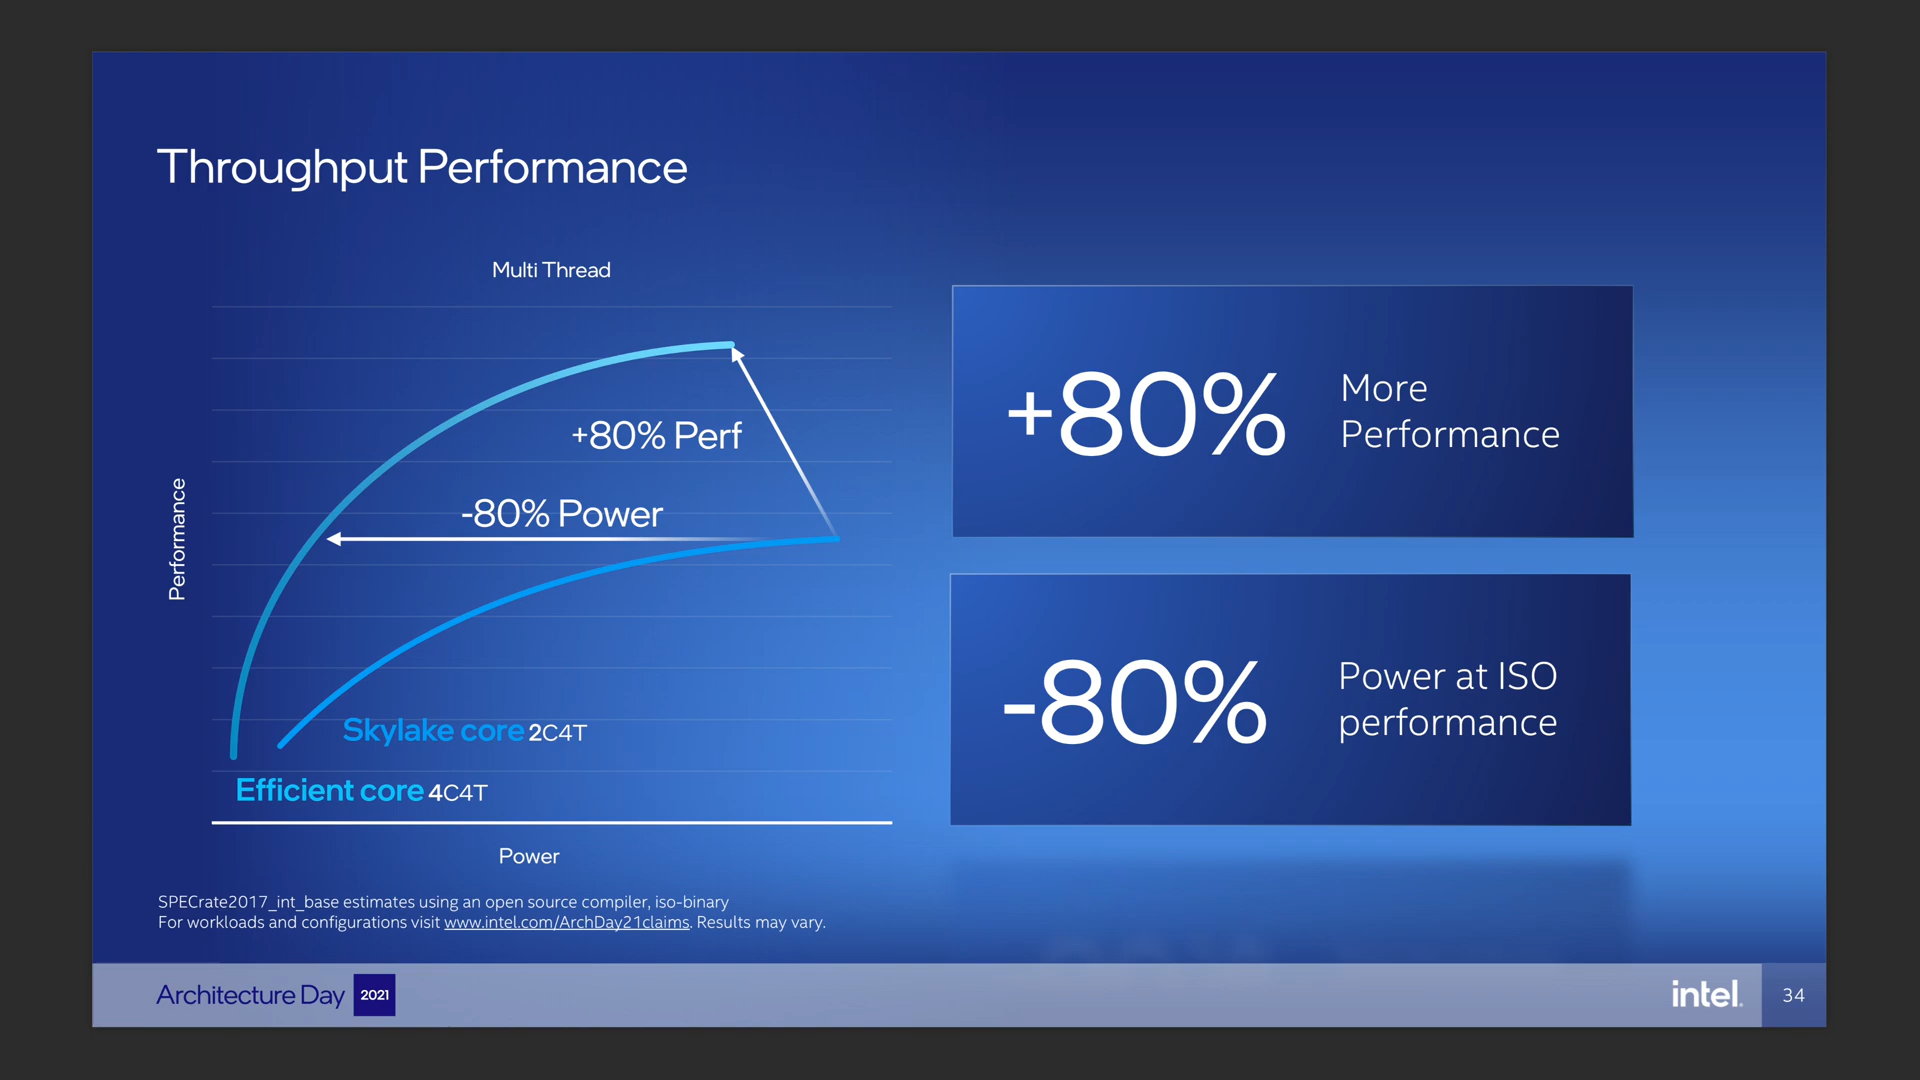 Throughput Performance
Multi Thread
+80% Perf
-80% Power
Performance
Skylake core 2C4T
Efficient core 4C4T
Power
+80%
More
Performance
-80%
Power at ISO
performance
SPECrate2017_int_base estimates using an open source compiler, iso-binary
For workloads and configurations visit www.intel.com/ArchDay21claims. Results may vary.
Architecture Day 2021
intel.
34